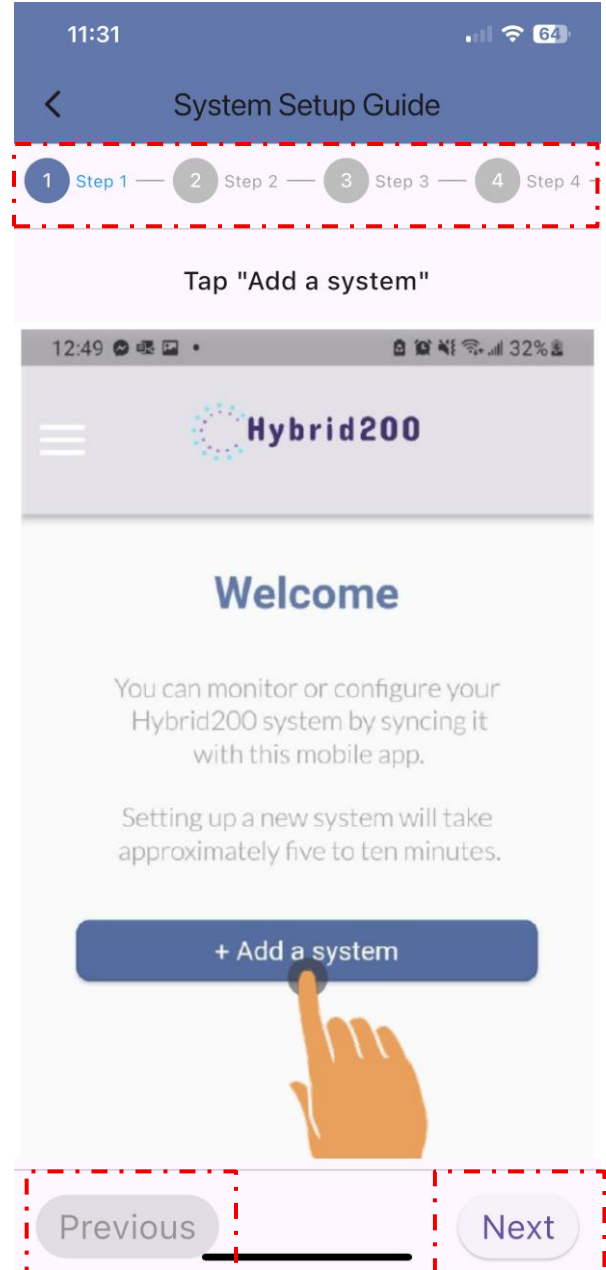 11:31
64
System Setup Guide
1 Step 1 2 Step 2 3 Step 3 4 Step 4
Tap "Add a system"
12:49 32%
Hybrid200
Welcome
You can monitor or configure your
Hybrid200 system by syncing it
with this mobile app.
Setting up a new system will take
approximately five to ten minutes.
+ Add a system
Previous Next